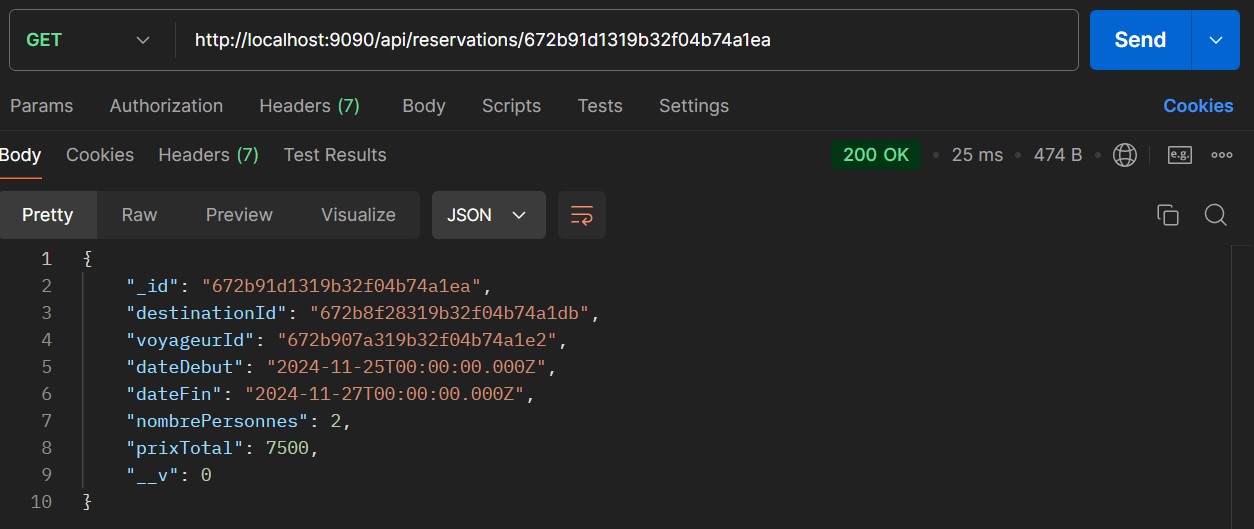 GET http://localhost:9090/api/reservations/672b91d1319b32f04b74a1ea Send
Params Authorization Headers (7) Body Scripts Tests Settings Cookies
Body Cookies Headers (7) Test Results 200 OK • 25 ms • 474 B • e.g.
Pretty Raw Preview Visualize JSON
1 {
2 "_id": "672b91d1319b32f04b74a1ea",
3 "destinationId": "672b8f28319b32f04b74a1db",
4 "voyageurId": "672b907a319b32f04b74a1e2",
5 "dateDebut": "2024-11-25T00:00:00.000Z",
6 "dateFin": "2024-11-27T00:00:00.000Z",
7 "nombrePersonnes": 2,
8 "prixTotal": 7500,
9 "__v": 0
10 }